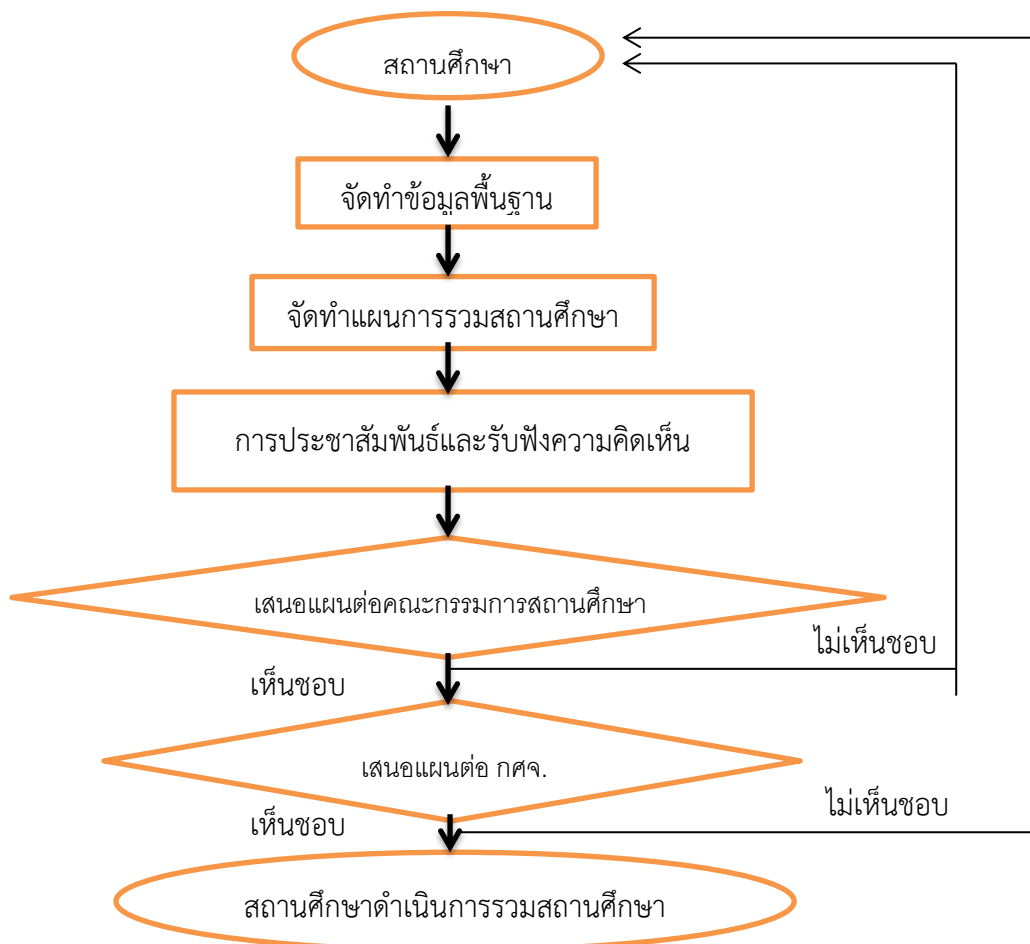 สถานศึกษา
จัดทำข้อมูลพื้นฐาน
จัดทำแผนการรวมสถานศึกษา
การประชาสัมพันธ์และรับฟังความคิดเห็น
เสนอแผนต่อคณะกรรมการสถานศึกษา
ไม่เห็นชอบ
เห็นชอบ
เสนอแผนต่อ กศจ.
ไม่เห็นชอบ
เห็นชอบ
สถานศึกษาดำเนินการรวมสถานศึกษา